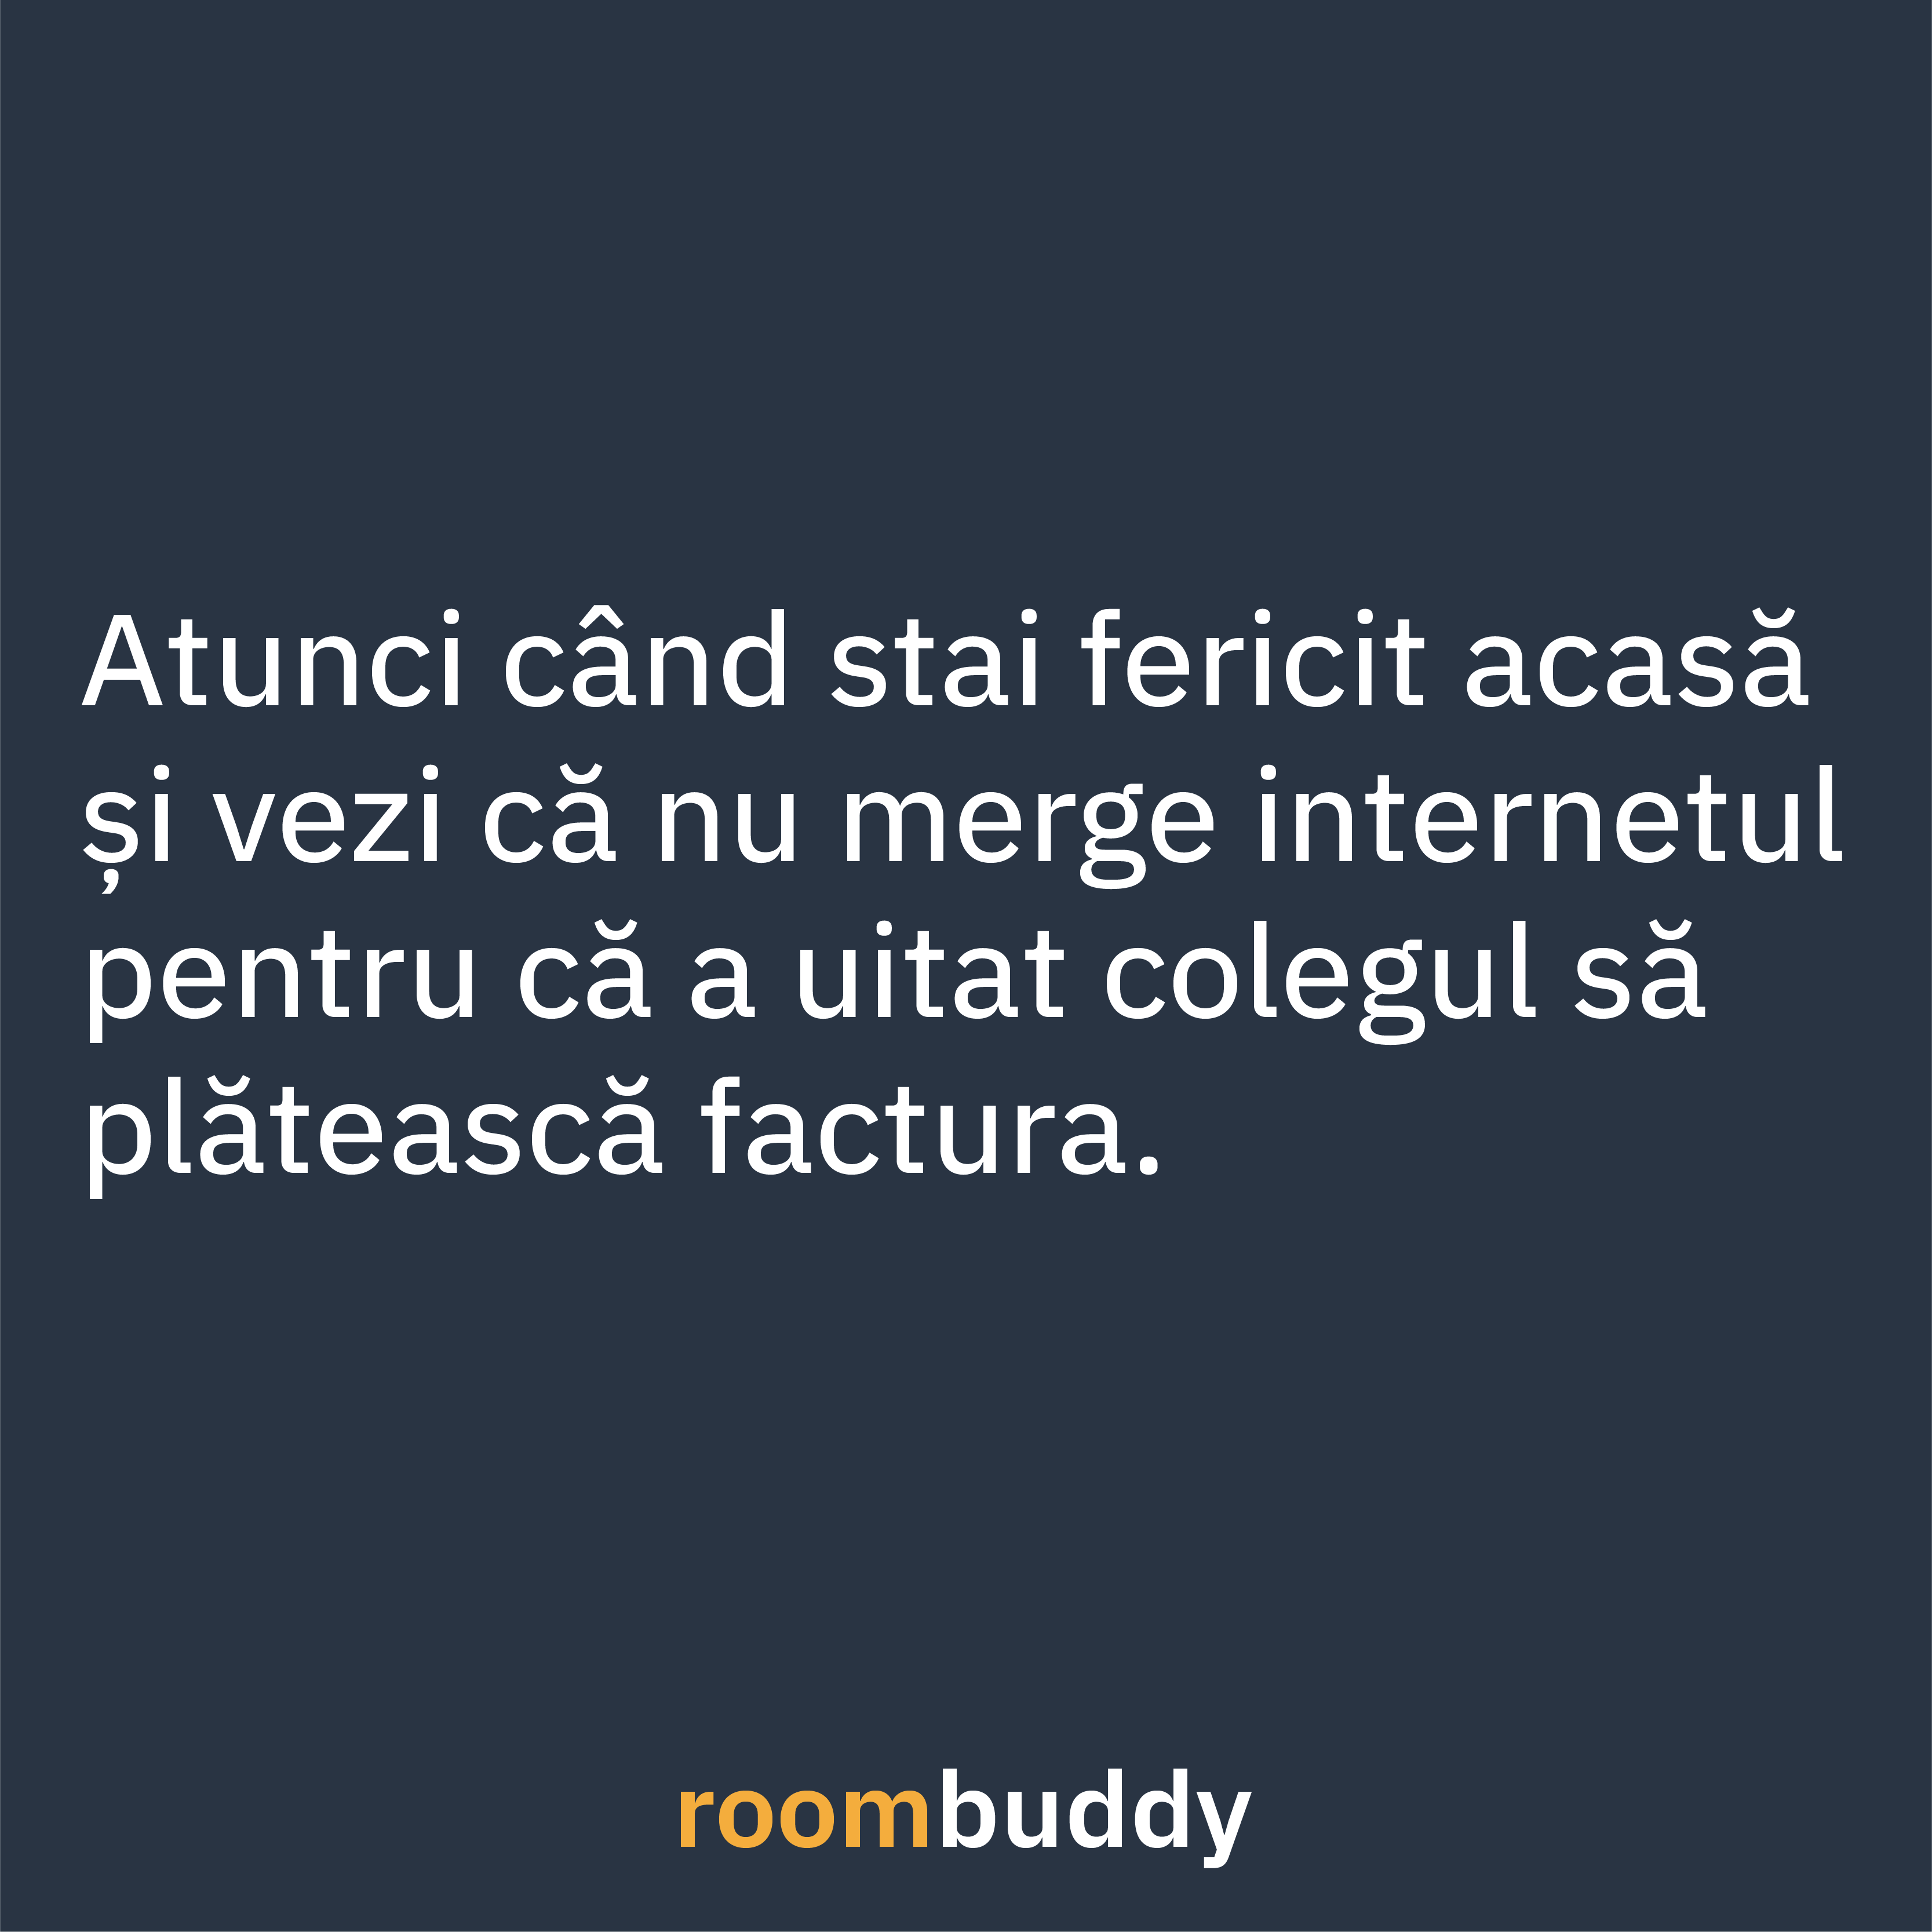 Atunci când stai fericit acasă
și vezi că nu merge internetul
pentru că a uitat colegul să
plătească factura.
roombuddy